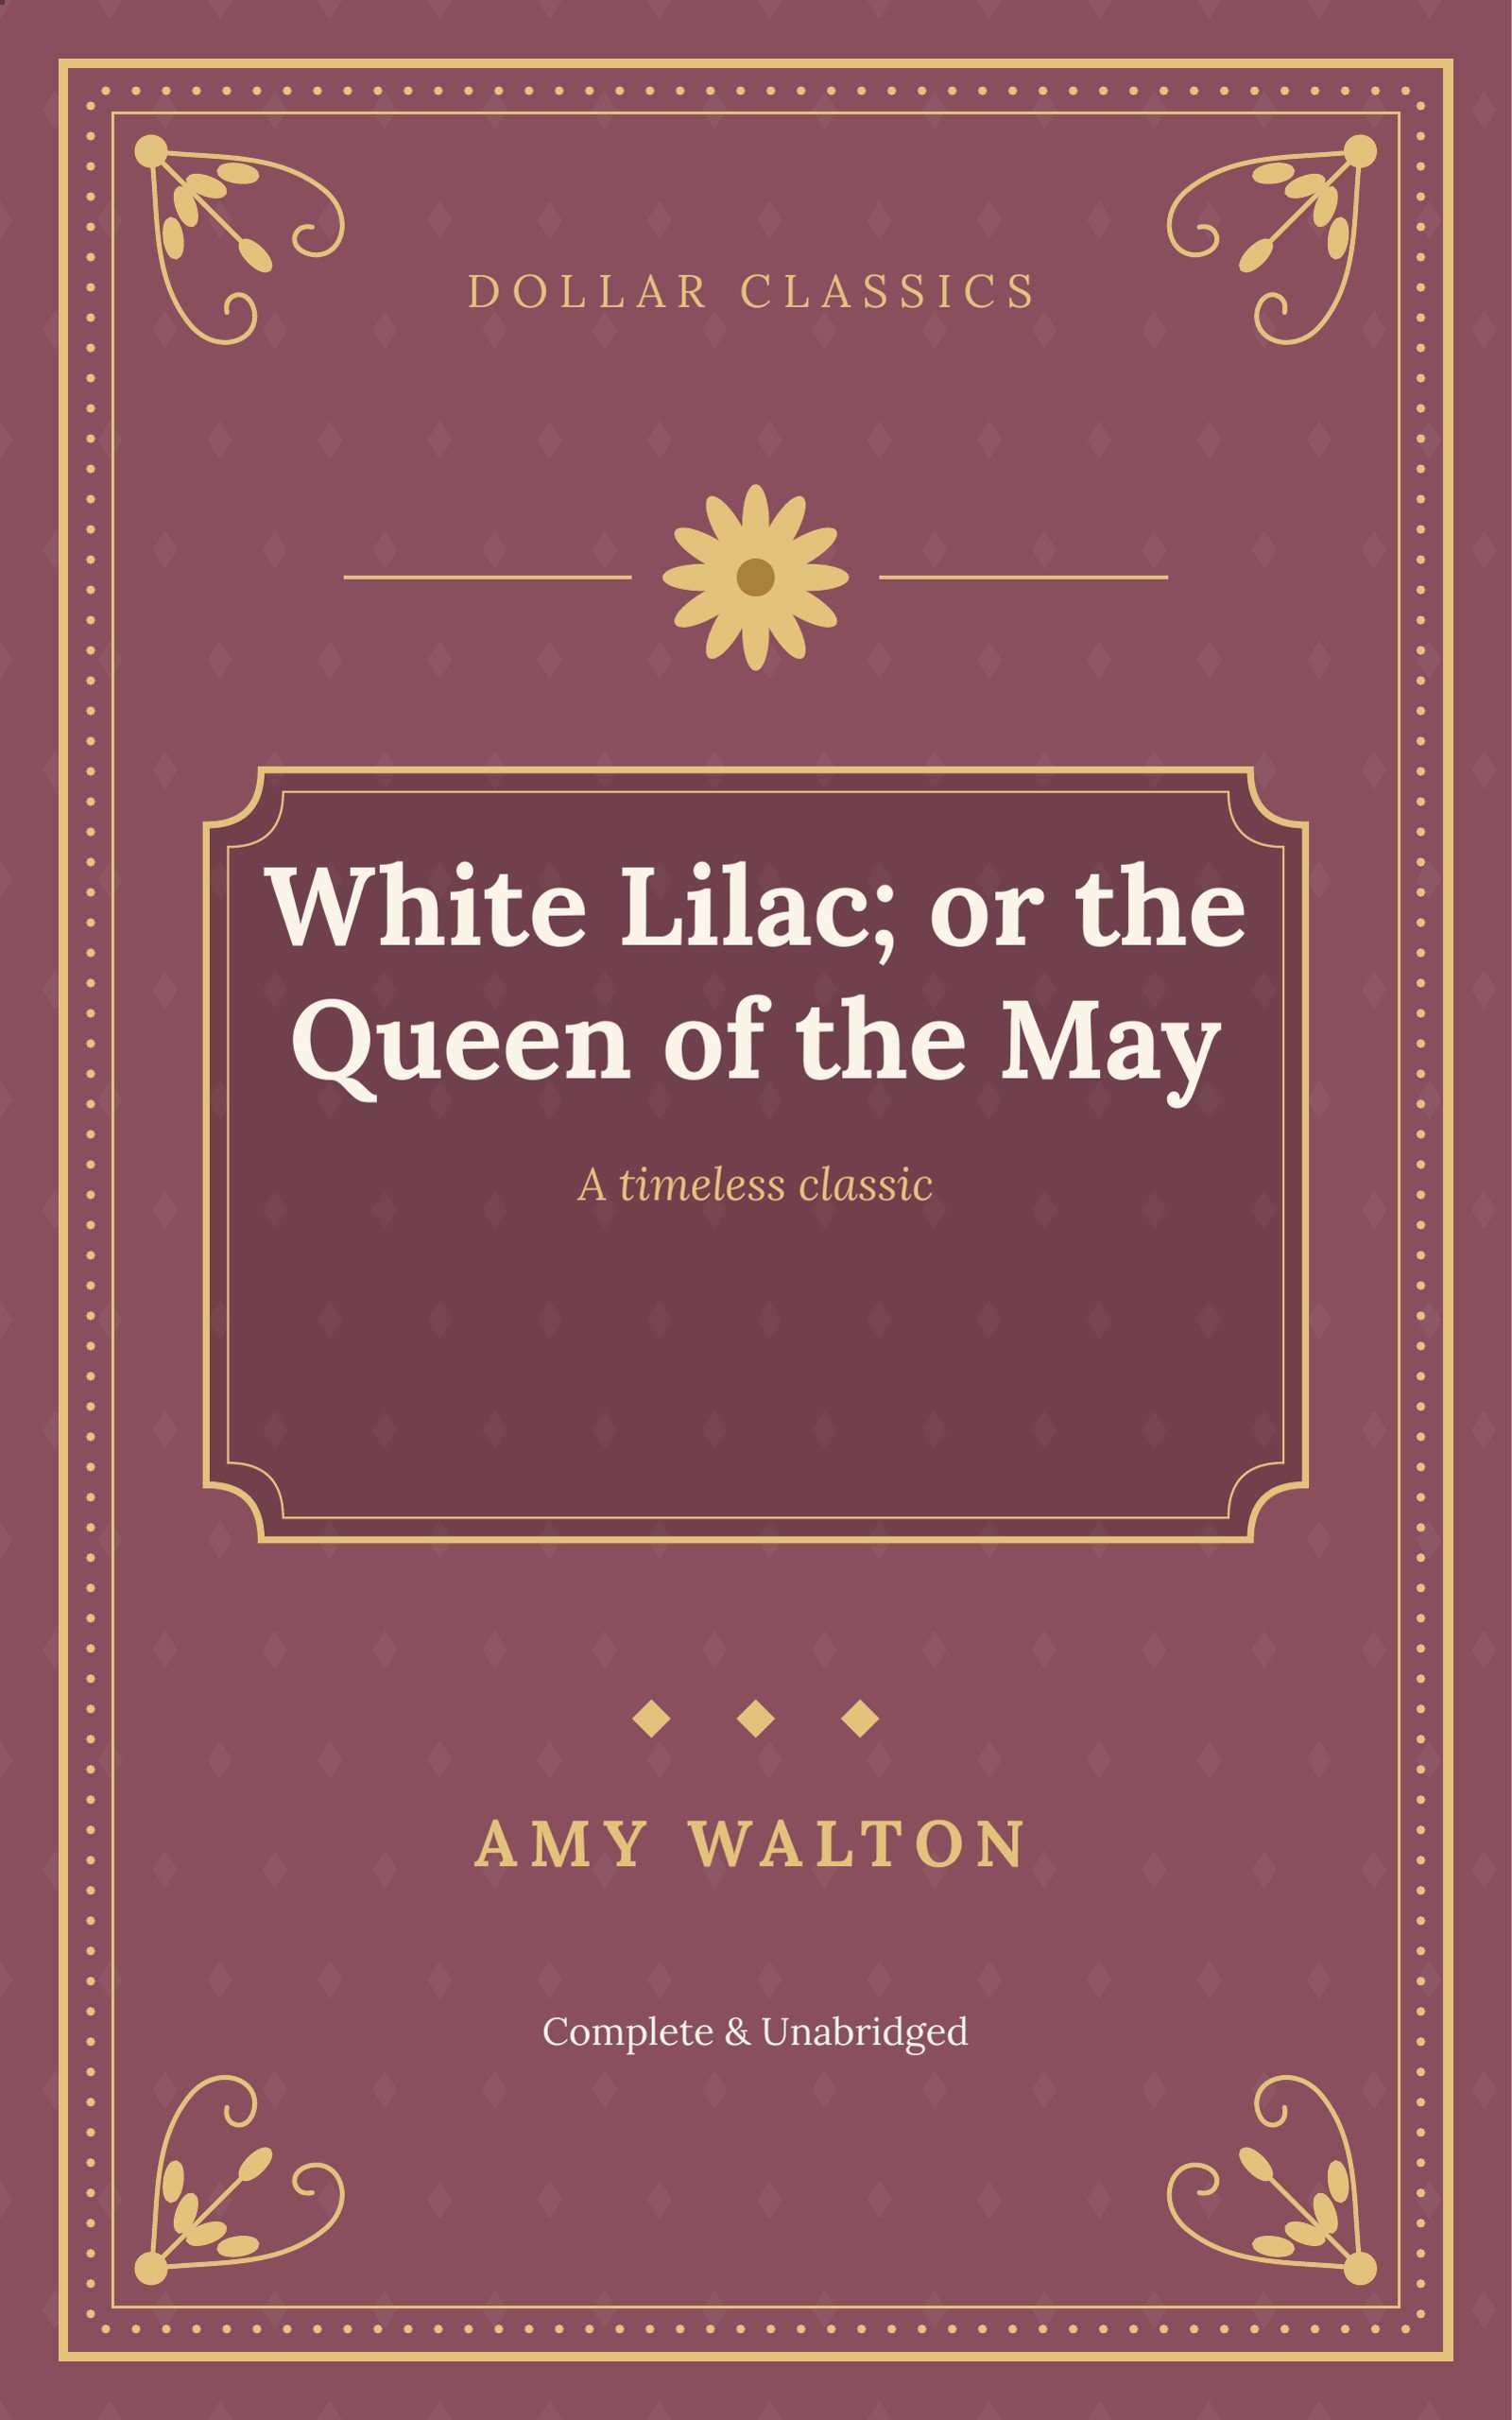 DOLLAR CLASSICS
White Lilac; or the
Queen of the May
A timeless classic
AMY WALTON
Complete & Unabridged